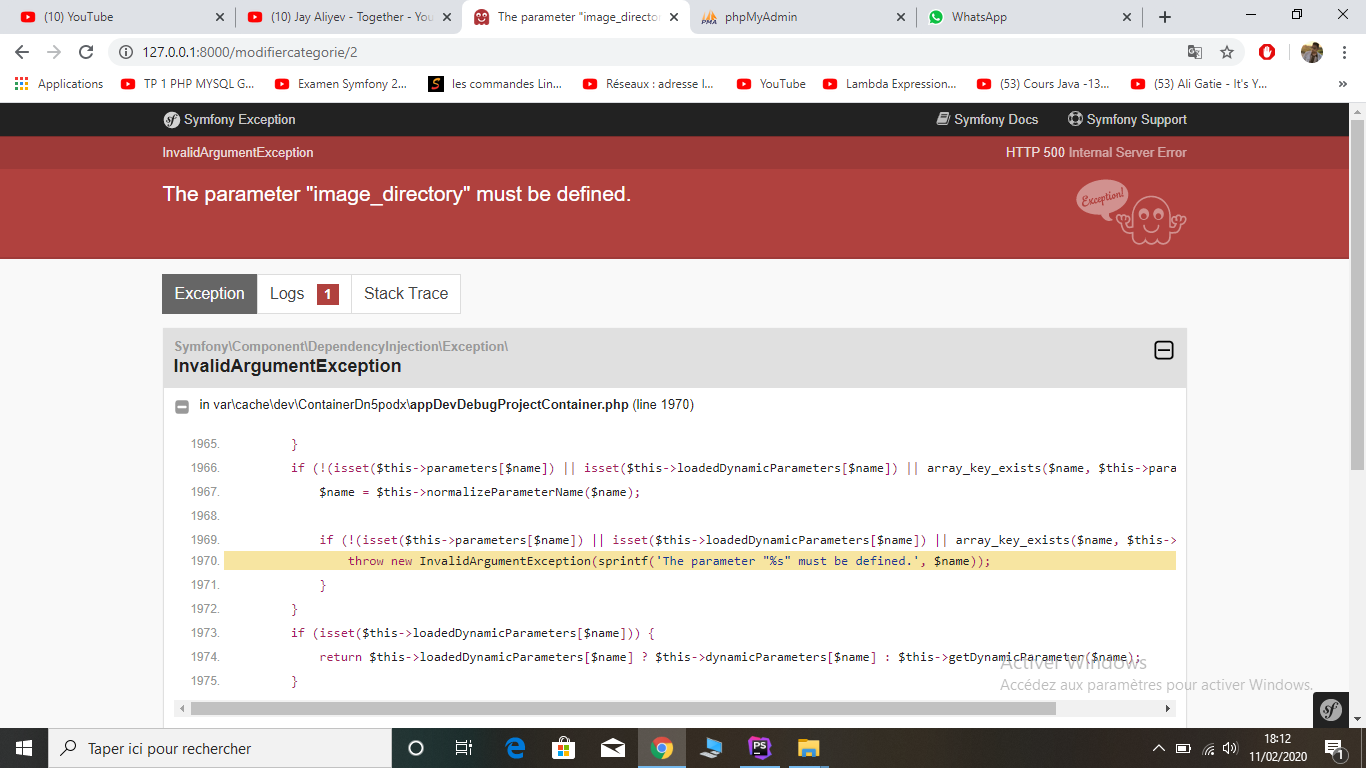 (10) YouTube
(10) Jay Aliyev - Together - You
The parameter "image_director
phpMyAdmin
WhatsApp
127.0.0.1:8000/modifiercategorie/2
Applications
TP 1 PHP MYSQL G...
Examen Symfony 2...
les commandes Lin...
Réseaux : adresse I...
YouTube
Lambda Expression...
(53) Cours Java -13...
(53) Ali Gatie - It's Y...
»
Symfony Exception
Symfony Docs
Symfony Support
InvalidArgumentException
HTTP 500 Internal Server Error
The parameter "image_directory" must be defined.
Exception!
Exception
Logs 1
Stack Trace
Symfony\Component\DependencyInjection\Exception\
InvalidArgumentException
in var\cache\dev\ContainerDn5podx\appDevDebugProjectContainer.php (line 1970)
1965. }
1966. if (!(isset($this->parameters[$name]) || isset($this->loadedDynamicParameters[$name]) || array_key_exists($name, $this->para
1967. $name = $this->normalizeParameterName($name);
1968.
1969. if (!(isset($this->parameters[$name]) || isset($this->loadedDynamicParameters[$name]) || array_key_exists($name, $this->
1970. throw new InvalidArgumentException(sprintf('The parameter "%s" must be defined.', $name));
1971. }
1972. }
1973. if (isset($this->loadedDynamicParameters[$name])) {
1974. return $this->loadedDynamicParameters[$name] ? $this->dynamicParameters[$name] : $this->getDynamicParameter($name);
1975. }
Activer Windows
Accédez aux paramètres pour activer Windows.
sf
Taper ici pour rechercher
PS
18:12
11/02/2020
1